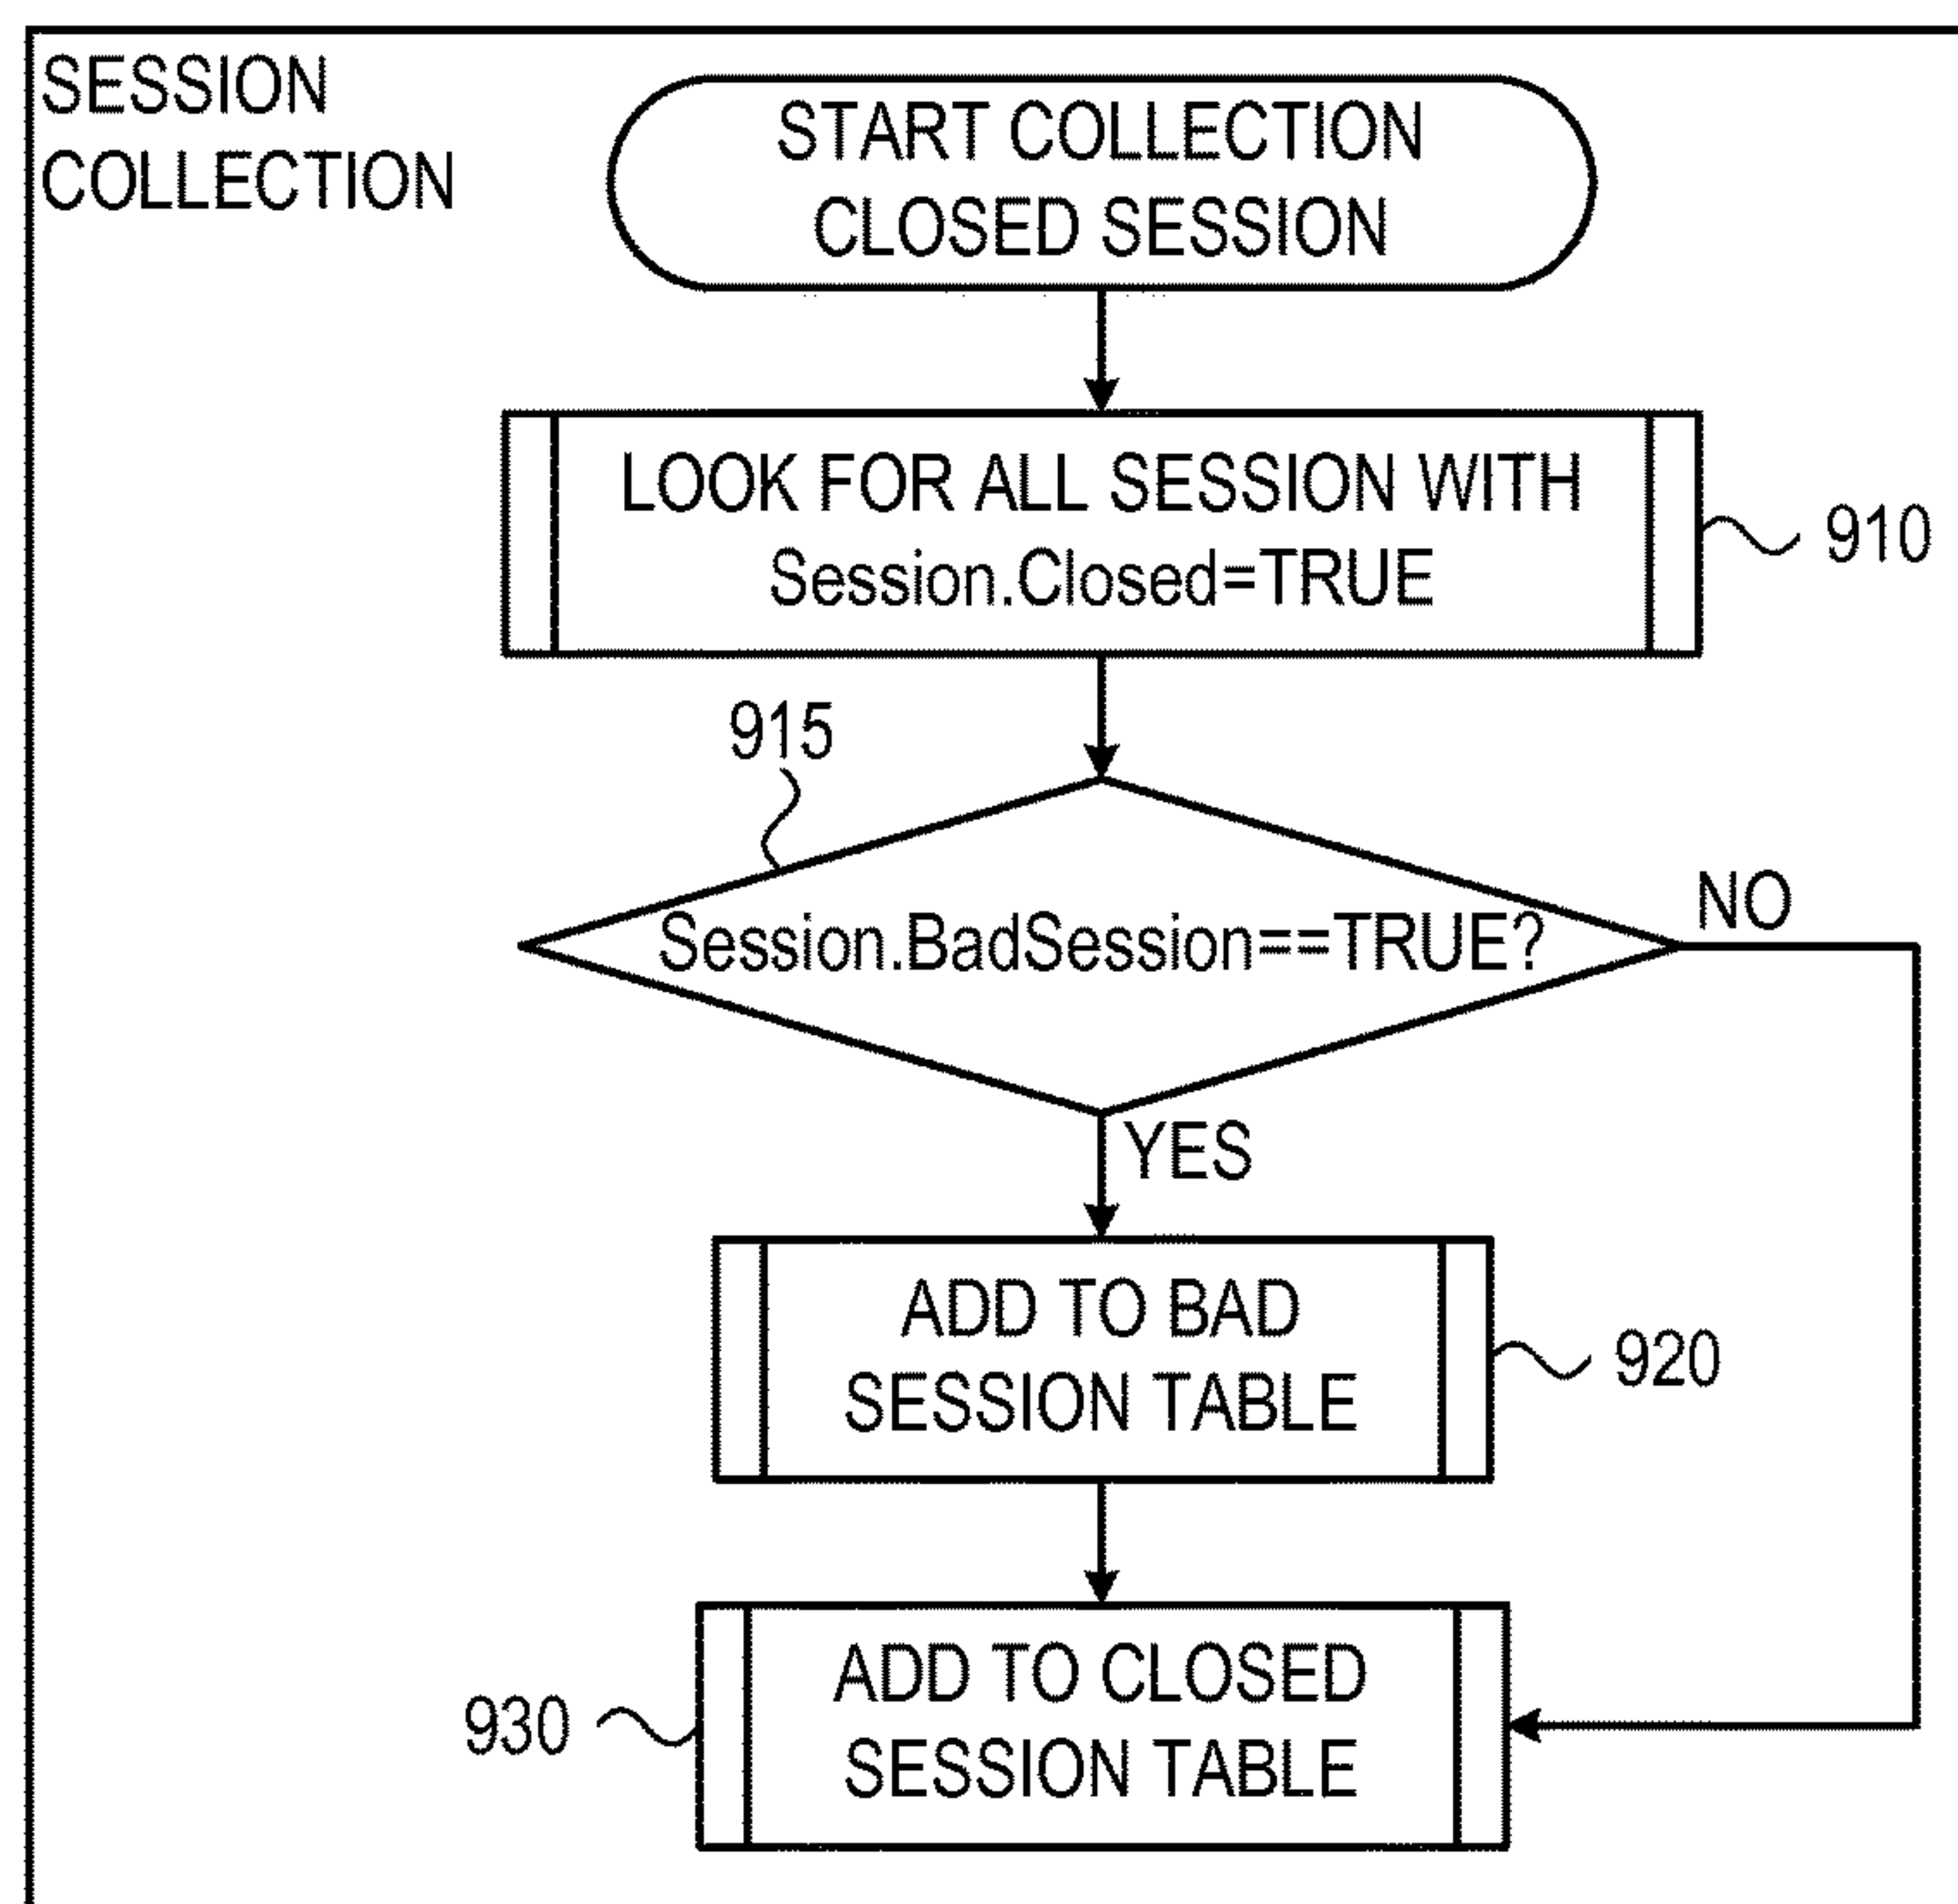 SESSION
COLLECTION
START COLLECTION
CLOSED SESSION
LOOK FOR ALL SESSION WITH
Session.Closed=TRUE
910
915
Session.BadSession==TRUE?
NO
YES
ADD TO BAD
SESSION TABLE
920
ADD TO CLOSED
SESSION TABLE
930